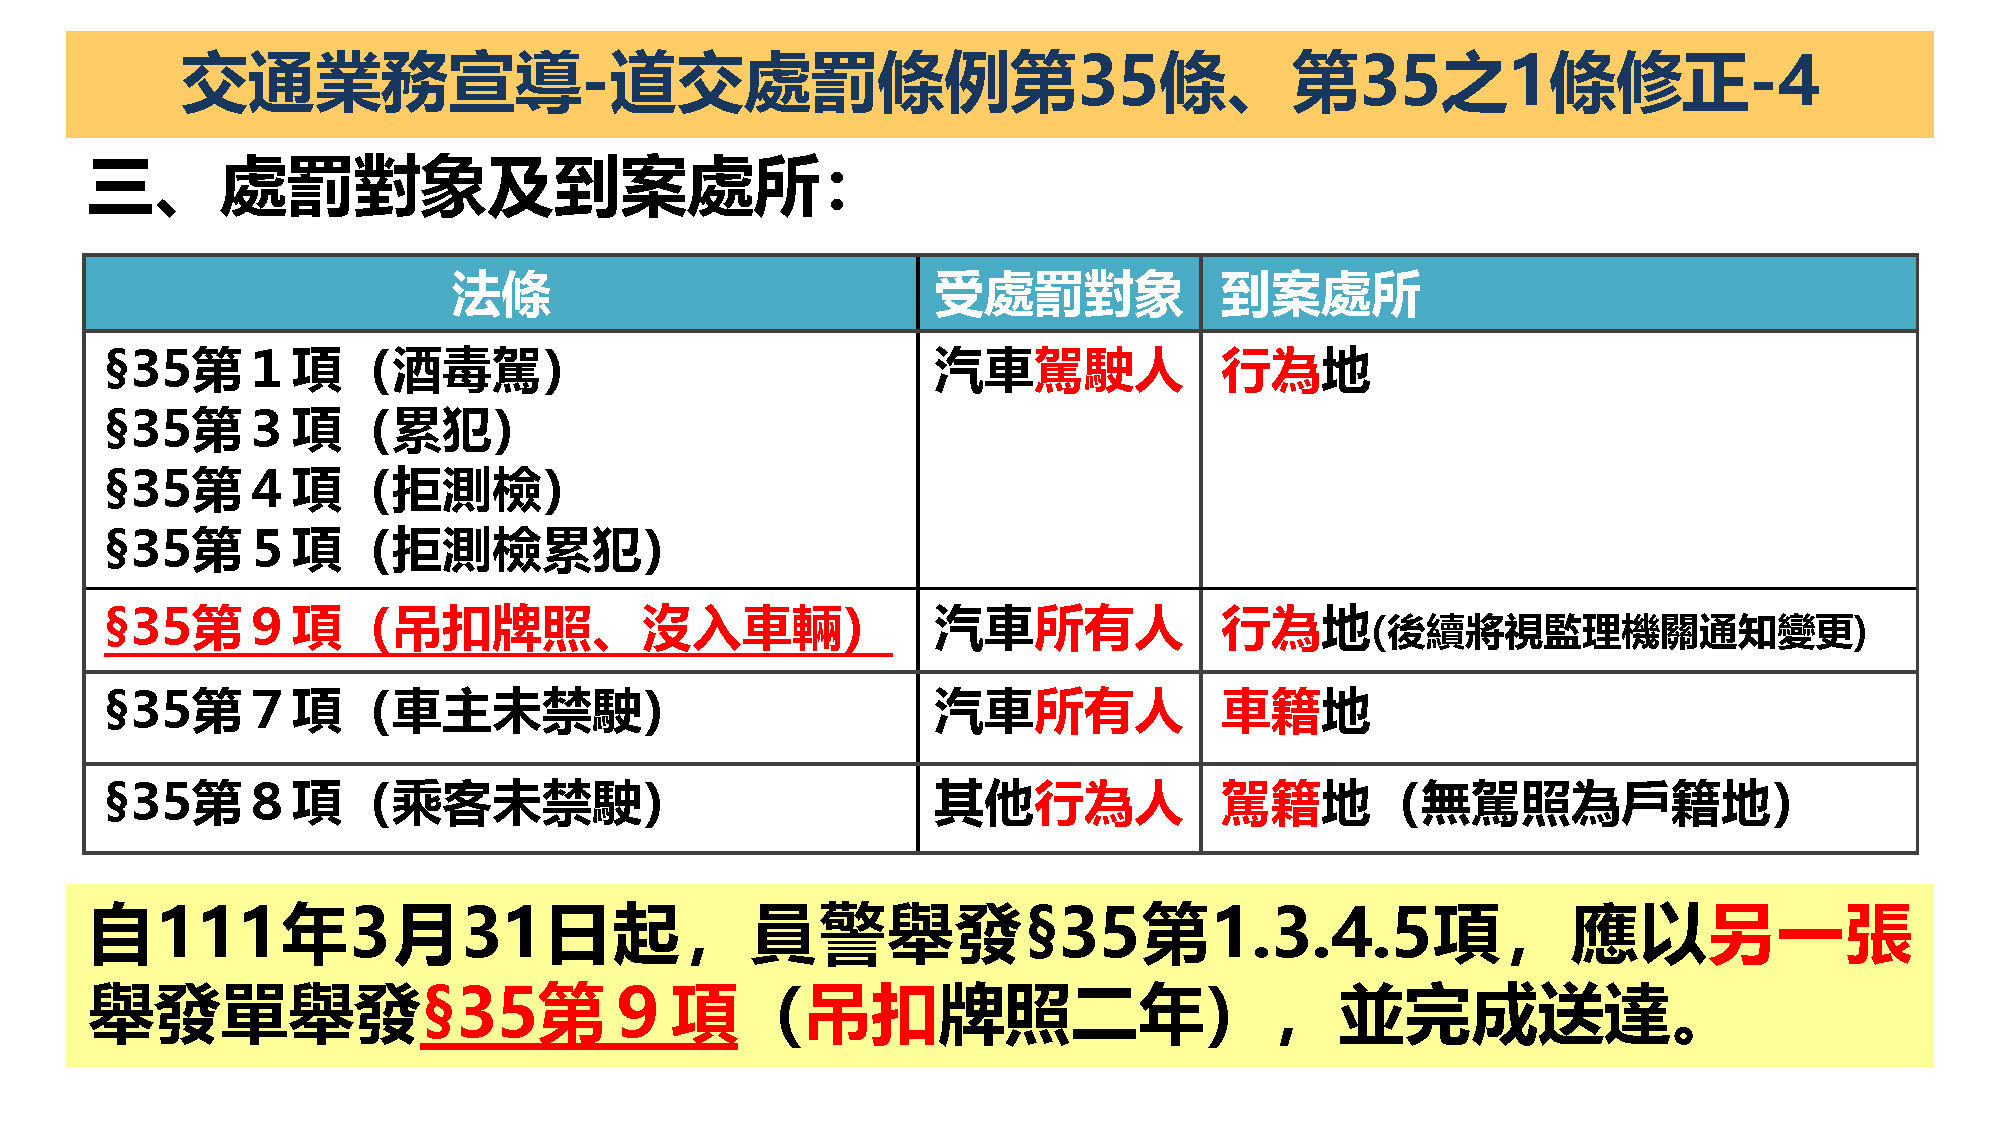 交通業務宣導-道交處罰條例第35條、第35之1條修正-4
三、處罰對象及到案處所:
法條 受處罰對象 到案處所
§35第1項 (酒毒駕) 汽車駕駛人 行為地
§35第3項 (累犯)
§35第4項 (拒測檢)
§35第5項 (拒測檢累犯)
§35第9項 (吊扣牌照、沒入車輛) 汽車所有人 行為地(後續將視監理機關通知變更)
§35第7項 (車主未禁駛) 汽車所有人 車籍地
§35第8項 (乘客未禁駛) 其他行為人 駕籍地 (無駕照為戶籍地)
自111年3月31日起，員警舉發§35第1.3.4.5項，應以另一張
舉發單舉發§35第9項 (吊扣牌照二年)，並完成送達。